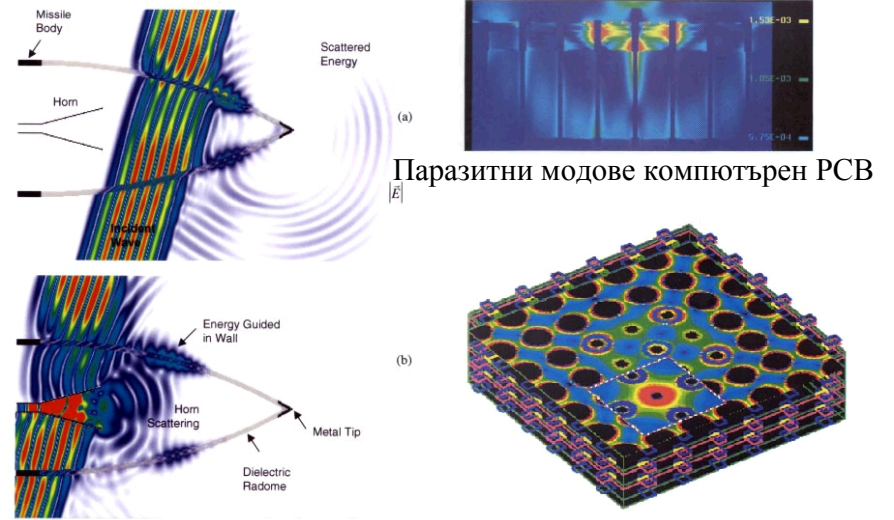 Missile
Body
Horn
Scattered
Energy
(a)
Incident
Wave
|E⃗|
1.53E-03
1.05E-03
5.75E-04
Паразитни модове компютърен PCB
Energy Guided
in Wall
(b)
Horn
Scattering
Metal Tip
Dielectric
Radome